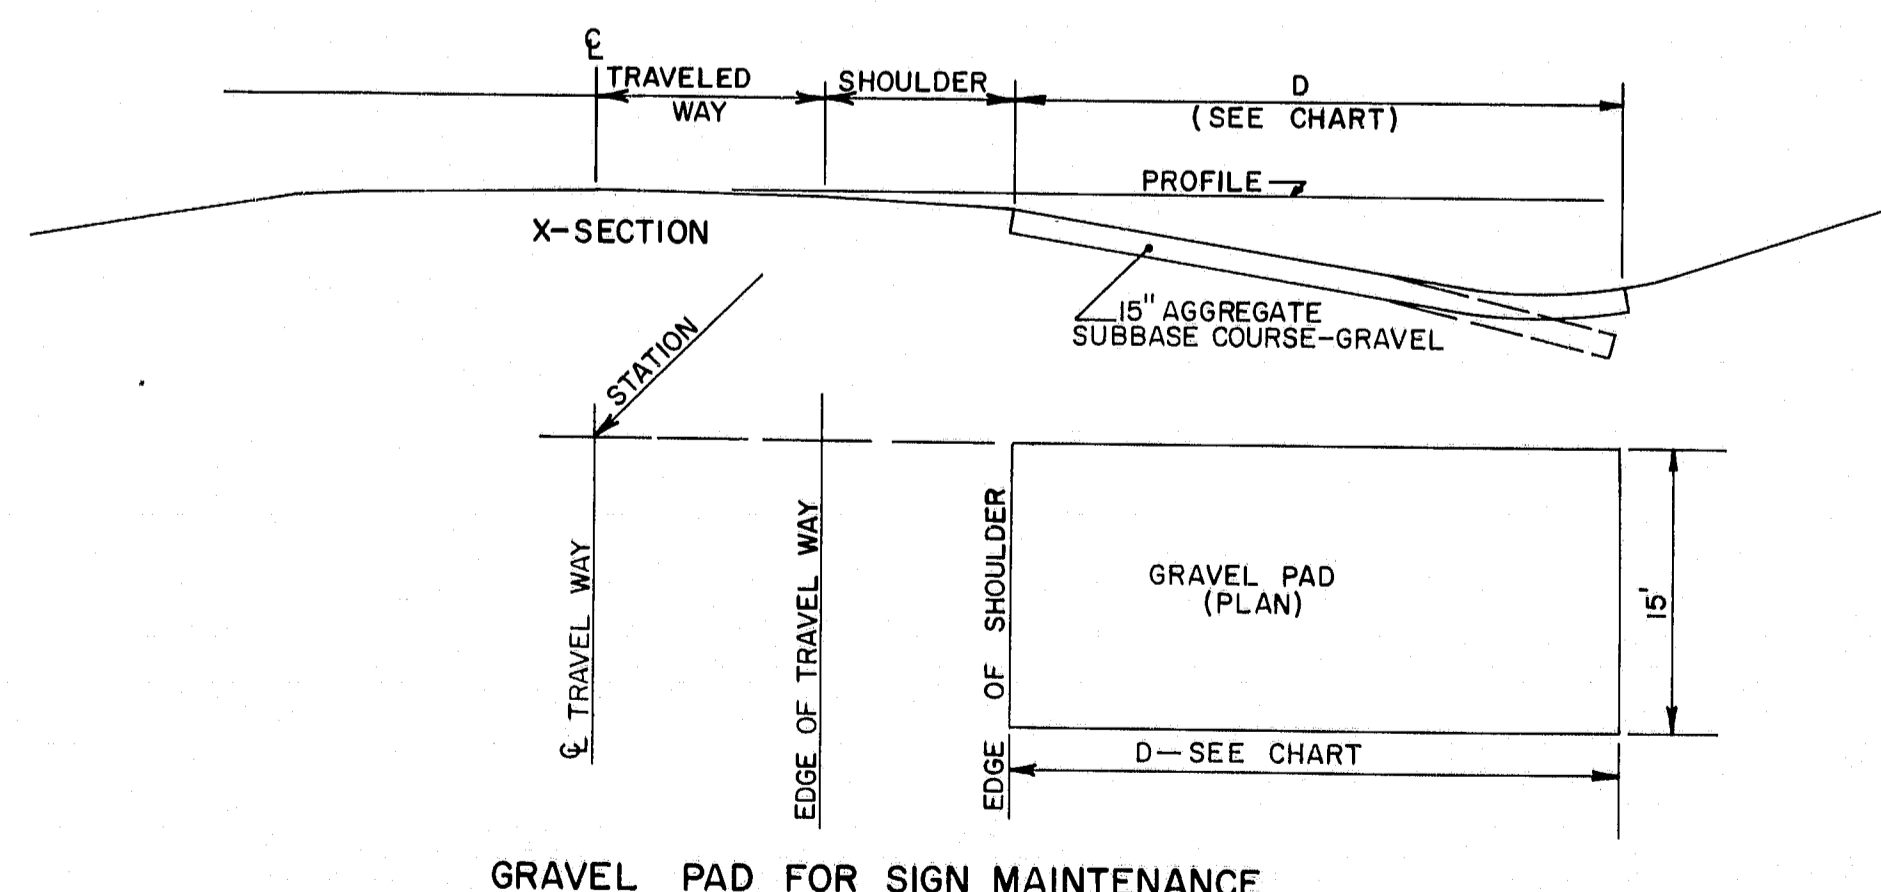 ℄
TRAVELED
WAY
SHOULDER
D
(SEE CHART)
PROFILE
X-SECTION
15" AGGREGATE
SUBBASE COURSE-GRAVEL
STATION
℄ TRAVEL WAY
EDGE OF TRAVEL WAY
EDGE OF SHOULDER
GRAVEL PAD
(PLAN)
15'
D-SEE CHART
GRAVEL PAD FOR SIGN MAINTENANCE